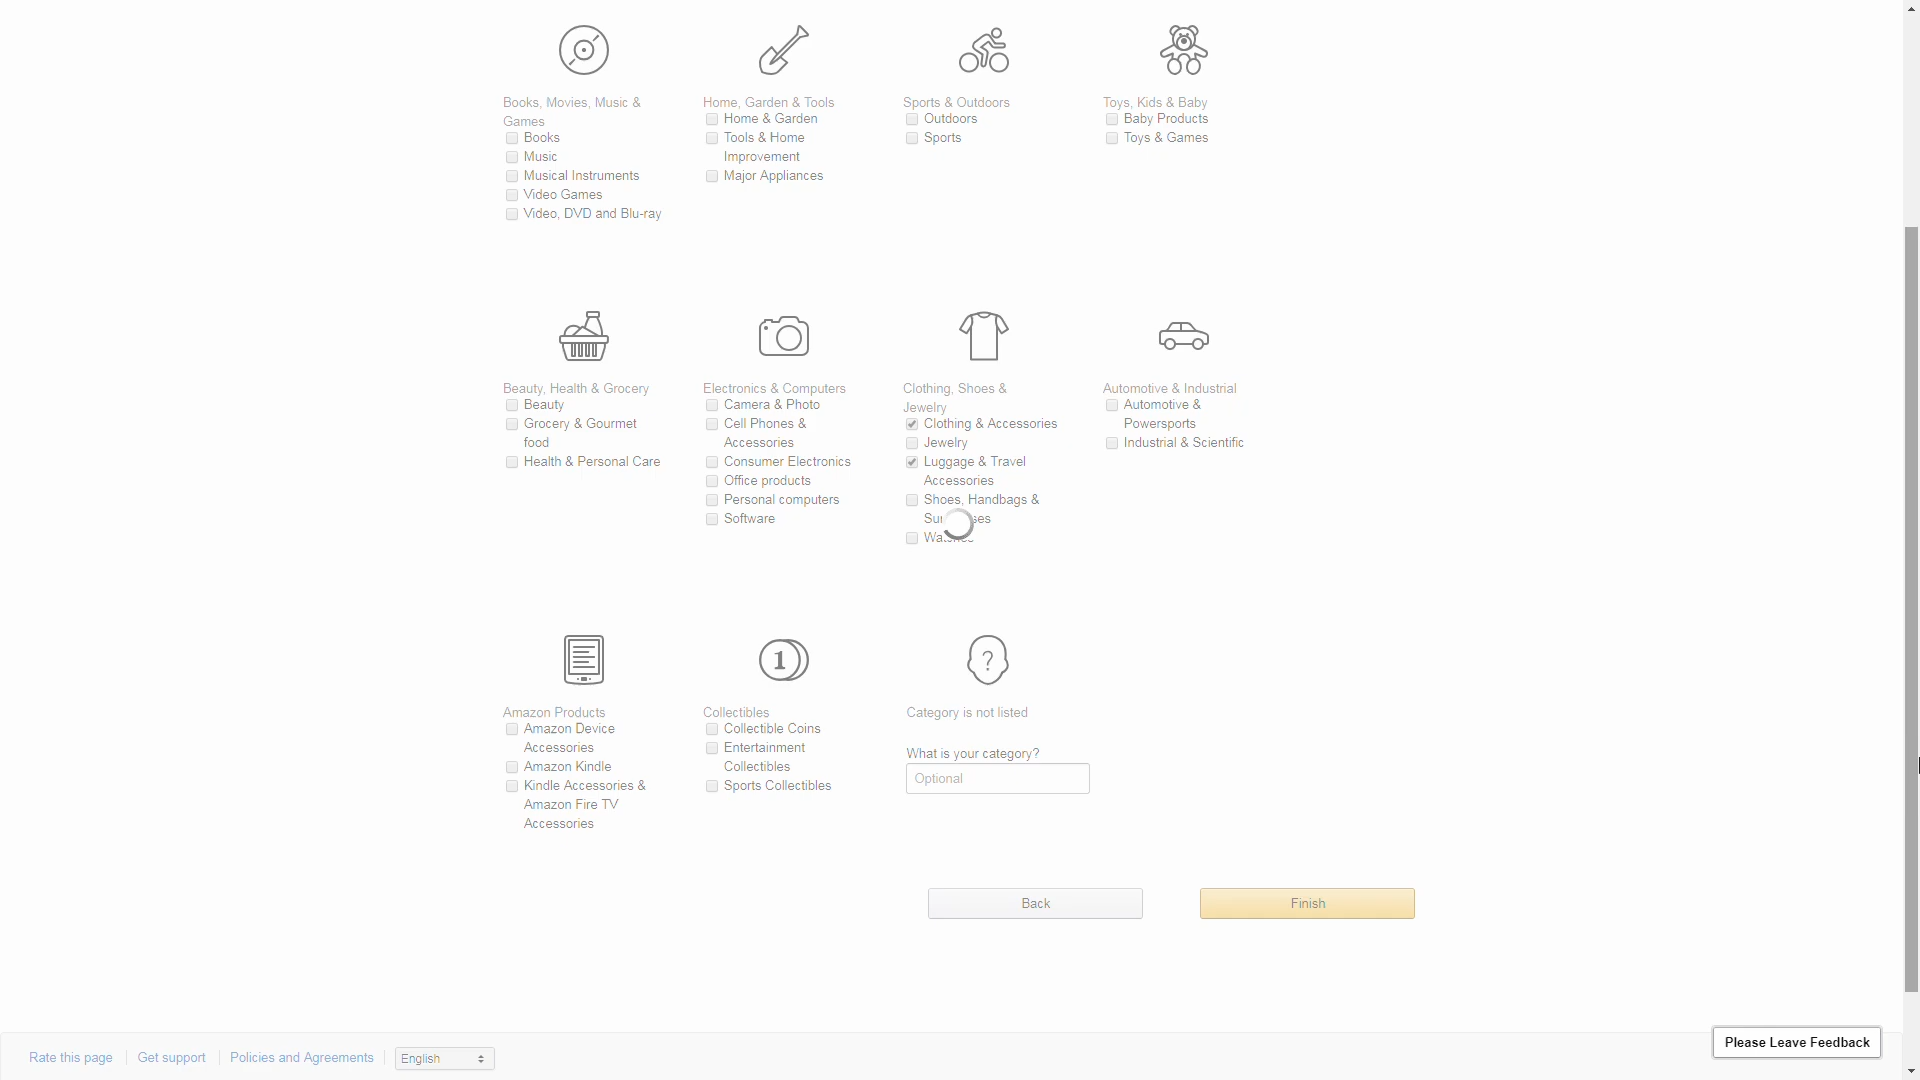 Books, Movies, Music &
Games
Books
Music
Musical Instruments
Video Games
Video, DVD and Blu-ray
Home, Garden & Tools
Home & Garden
Tools & Home
Improvement
Major Appliances
Sports & Outdoors
Outdoors
Sports
Toys, Kids & Baby
Baby Products
Toys & Games
Beauty, Health & Grocery
Beauty
Grocery & Gourmet
food
Health & Personal Care
Electronics & Computers
Camera & Photo
Cell Phones &
Accessories
Consumer Electronics
Office products
Personal computers
Software
Clothing, Shoes &
Jewelry
Clothing & Accessories
Jewelry
Luggage & Travel
Accessories
Shoes, Handbags &
Automotive & Industrial
Automotive &
Powersports
Industrial & Scientific
Amazon Products
Amazon Device
Accessories
Amazon Kindle
Kindle Accessories &
Amazon Fire TV
Accessories
1
Collectibles
Collectible Coins
Entertainment
Collectibles
Sports Collectibles
?
Category is not listed
What is your category?
Optional
Back
Finish
Rate this page
Get support
Policies and Agreements
English
Please Leave Feedback